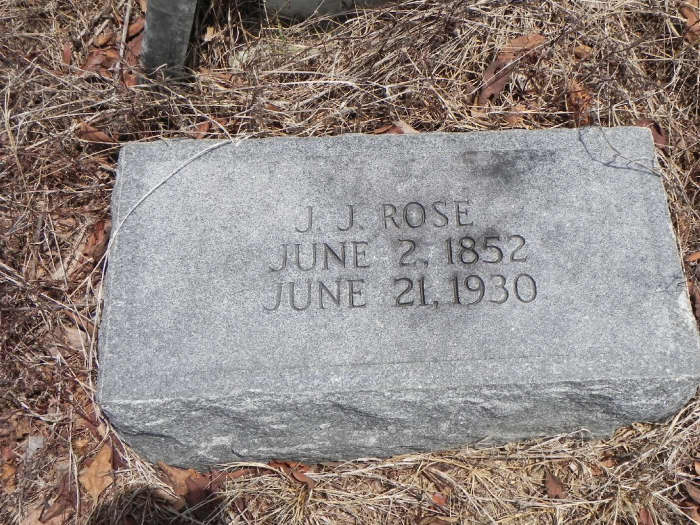 J. J. ROSE
JUNE 2, 1852
JUNE 21, 1930